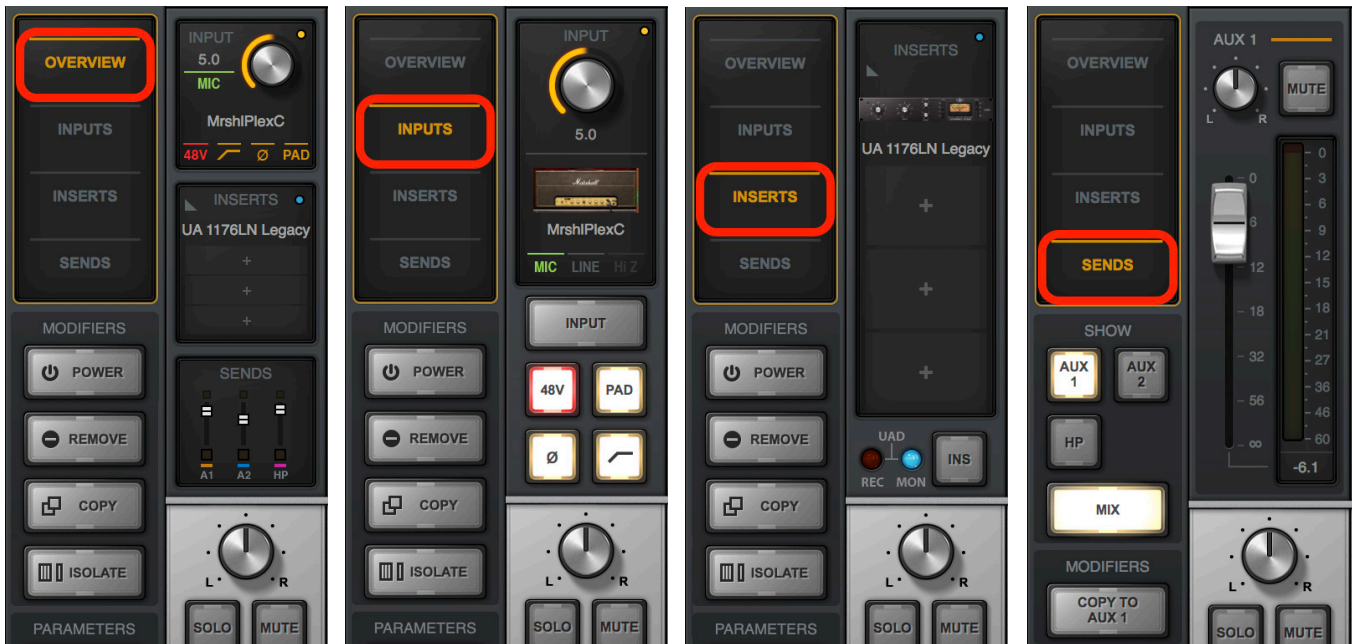 OVERVIEW
INPUTS
INSERTS
SENDS
MODIFIERS
POWER
REMOVE
COPY
ISOLATE
PARAMETERS
INPUT
5.0
MIC
MrshlPlexC
48V Ø PAD
INSERTS
UA 1176LN Legacy
+
+
+
SENDS
A1 A2 HP
L R
SOLO MUTE
OVERVIEW
INPUTS
INSERTS
SENDS
MODIFIERS
POWER
REMOVE
COPY
ISOLATE
PARAMETERS
INPUT
5.0
Marshall
MrshlPlexC
MIC LINE Hi Z
INPUT
48V PAD
Ø
L R
SOLO MUTE
OVERVIEW
INPUTS
INSERTS
SENDS
MODIFIERS
POWER
REMOVE
COPY
ISOLATE
PARAMETERS
INSERTS
UA 1176LN Legacy
+
+
+
UAD
REC MON
INS
L R
SOLO MUTE
OVERVIEW
INPUTS
INSERTS
SENDS
SHOW
AUX 1
AUX 2
HP
MIX
MODIFIERS
COPY TO
AUX 1
AUX 1
MUTE
L R
0
6
12
18
32
56
∞
0
3
6
9
12
15
18
21
27
36
46
60
-6.1
L R
SOLO MUTE